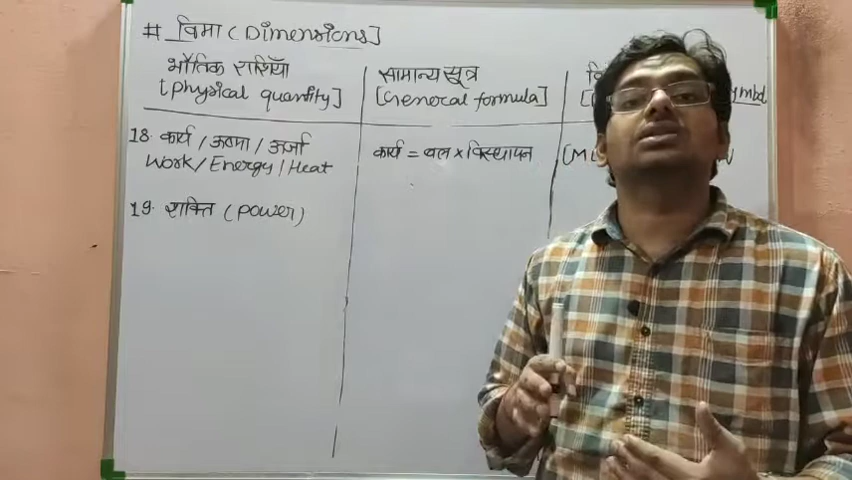 # विमा (Dimensions]
भौतिक राशियाँ सामान्य सूत्र
[physical quantity] [General formula]
18. कार्य / ऊष्मा / ऊर्जा
Work/Energy/Heat कार्य = बल x विस्थापन
19. शक्ति (power)